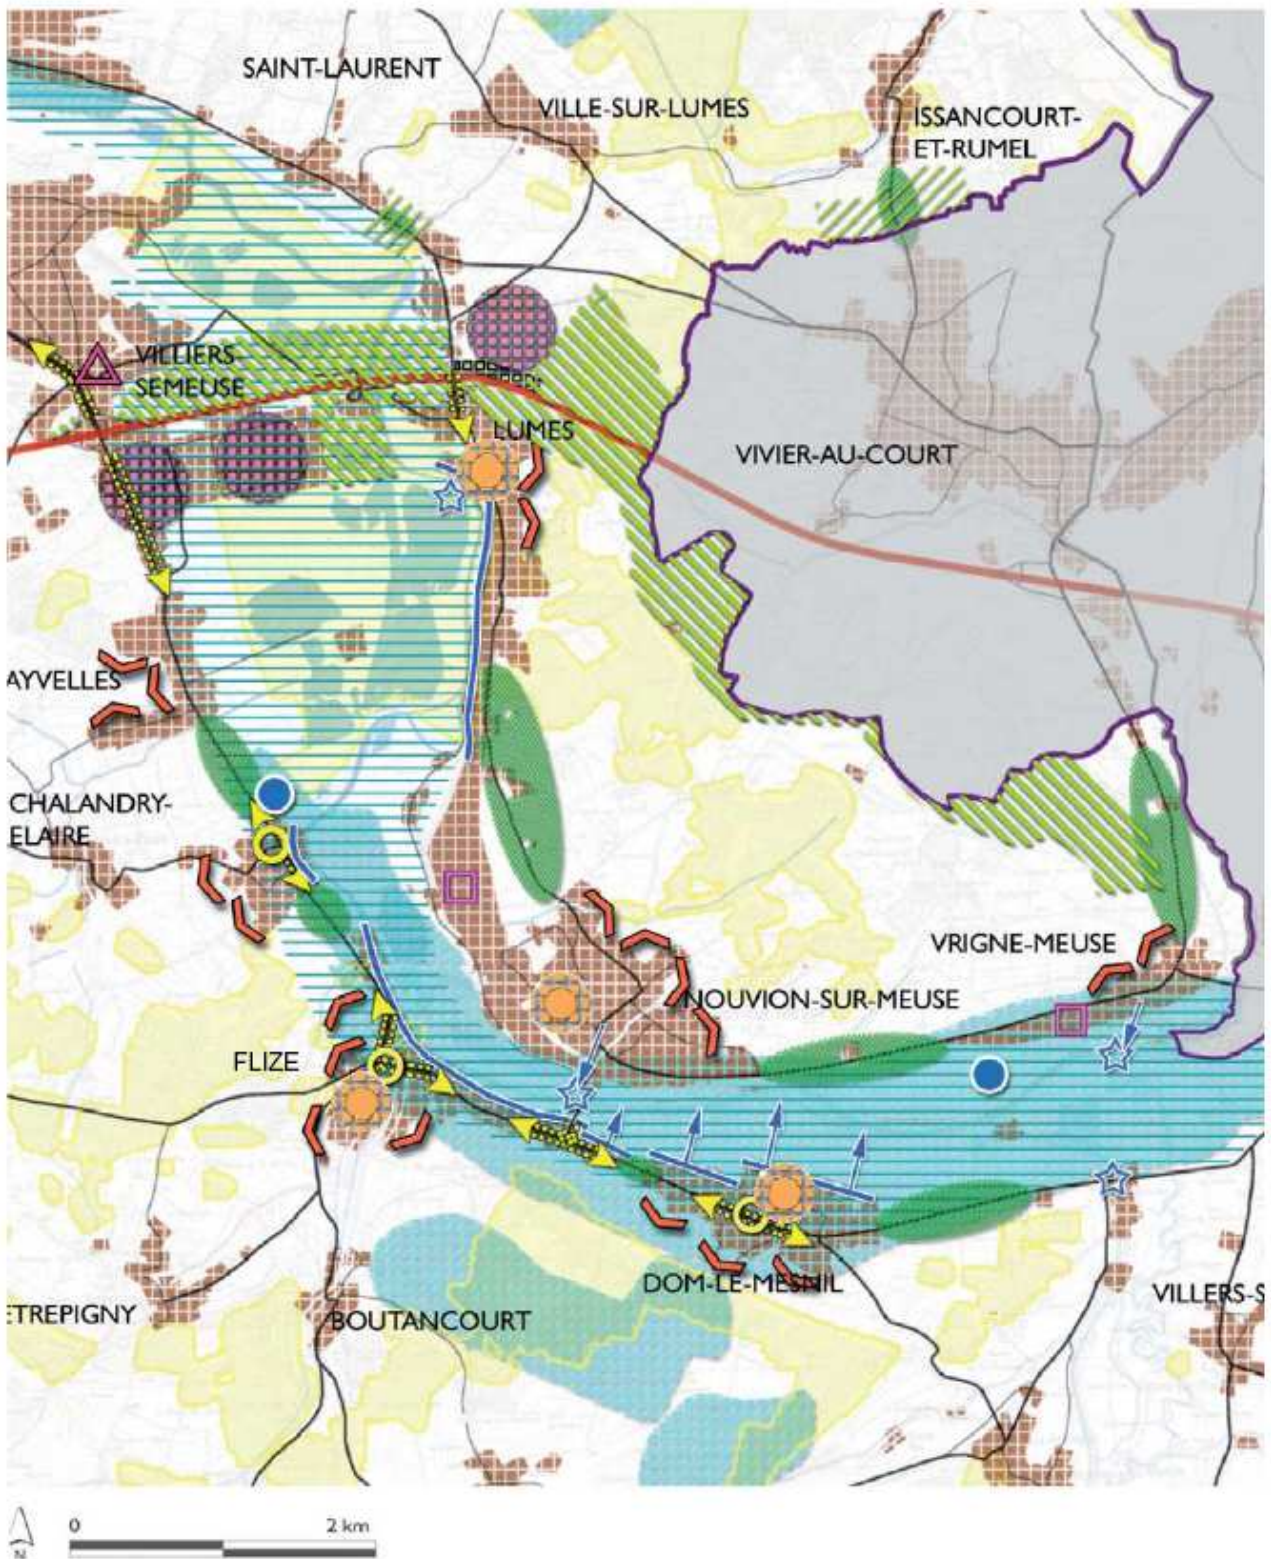 SAINT-LAURENT
VILLE-SUR-LUMES
ISSANCOURT-
ET-RUMEL
VILLIERS-
SEMEUSE
LUMES
VIVIER-AU-COURT
AYVELLES
CHALANDRY-
ELAIRE
VRIGNE-MEUSE
NOUVION-SUR-MEUSE
FLIZE
DOM-LE-MESNIL
ETREPIGNY
BOUTANCOURT
VILLERS-S
N
0 2 km